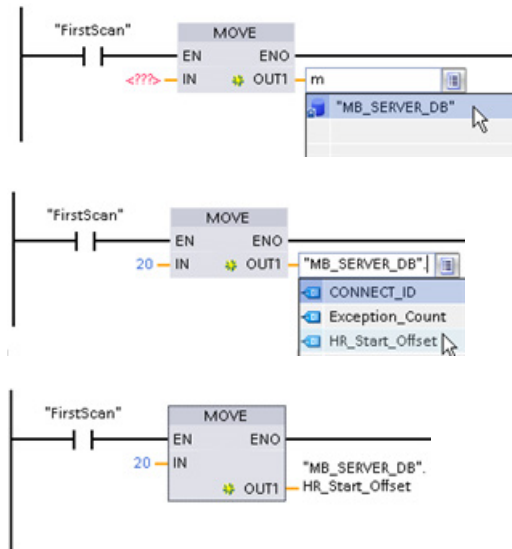 "FirstScan"
MOVE
EN ENO
<???> IN OUT1 m
"MB_SERVER_DB"
"FirstScan"
MOVE
EN ENO
20 IN OUT1 "MB_SERVER_DB".
CONNECT_ID
Exception_Count
HR_Start_Offset
"FirstScan"
MOVE
EN ENO
20 IN
"MB_SERVER_DB".
OUT1 HR_Start_Offset